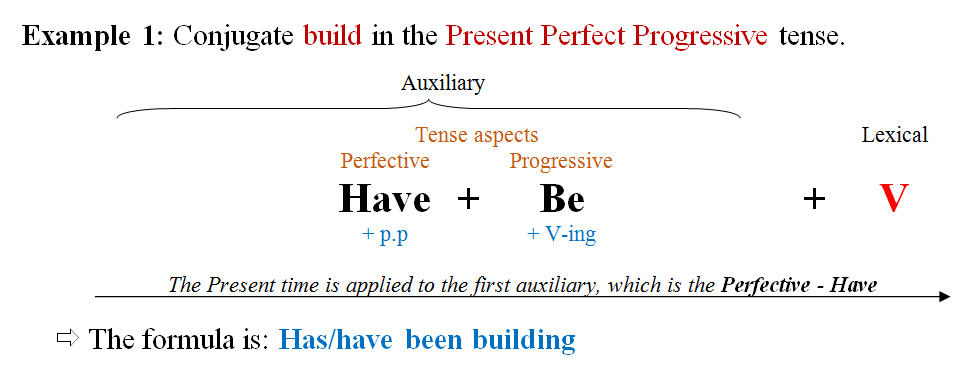 Example 1: Conjugate build in the Present Perfect Progressive tense.
Auxiliary
Tense aspects Lexical
Perfective Progressive
Have + Be + V
+ p.p + V-ing
The Present time is applied to the first auxiliary, which is the Perfective - Have
⇨ The formula is: Has/have been building